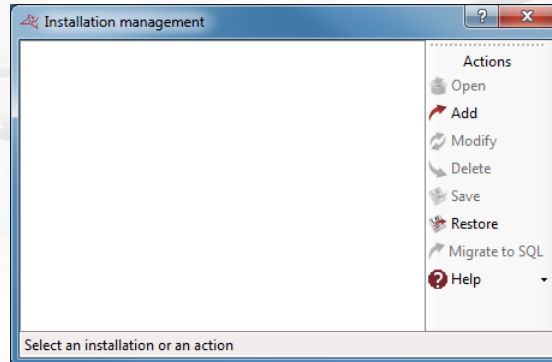 Installation management
Actions
Open
Add
Modify
Delete
Save
Restore
Migrate to SQL
Help
Select an installation or an action